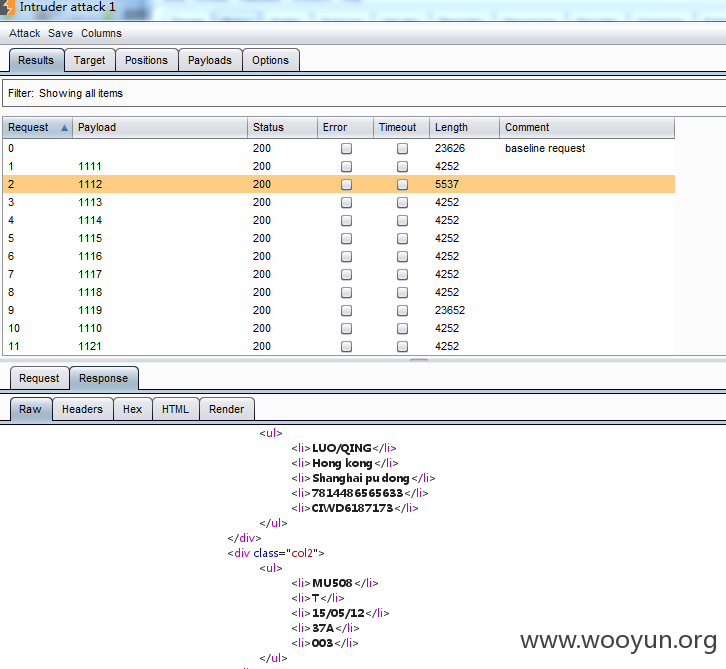 Intruder attack 1
Attack Save Columns
Results Target Positions Payloads Options
Filter: Showing all items
Request Payload Status Error Timeout Length Comment
0 200 23626 baseline request
1 1111 200 4252
2 1112 200 5537
3 1113 200 4252
4 1114 200 4252
5 1115 200 4252
6 1116 200 4252
7 1117 200 4252
8 1118 200 4252
9 1119 200 23652
10 1110 200 4252
11 1121 200 4252
Request Response
Raw Headers Hex HTML Render
<ul>
<li>LUO/QING</li>
<li>Hong kong</li>
<li>Shanghai pu dong</li>
<li>7814486565633</li>
<li>CIWD6187173</li>
</ul>
</div>
<div class="col2">
<ul>
<li>MU508</li>
<li>T</li>
<li>15/05/12</li>
<li>37A</li>
<li>003</li>
</ul>
www.wooyun.org